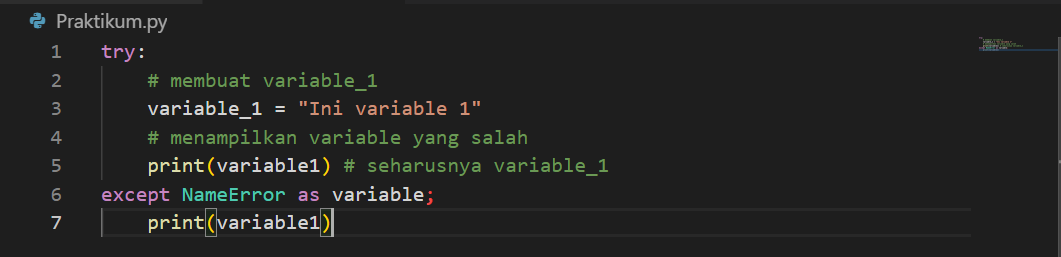 Praktikum.py
1 try:
2 # membuat variable_1
3 variable_1 = "Ini variable 1"
4 # menampilkan variable yang salah
5 print(variable1) # seharusnya variable_1
6 except NameError as variable;
7 print(variable1)